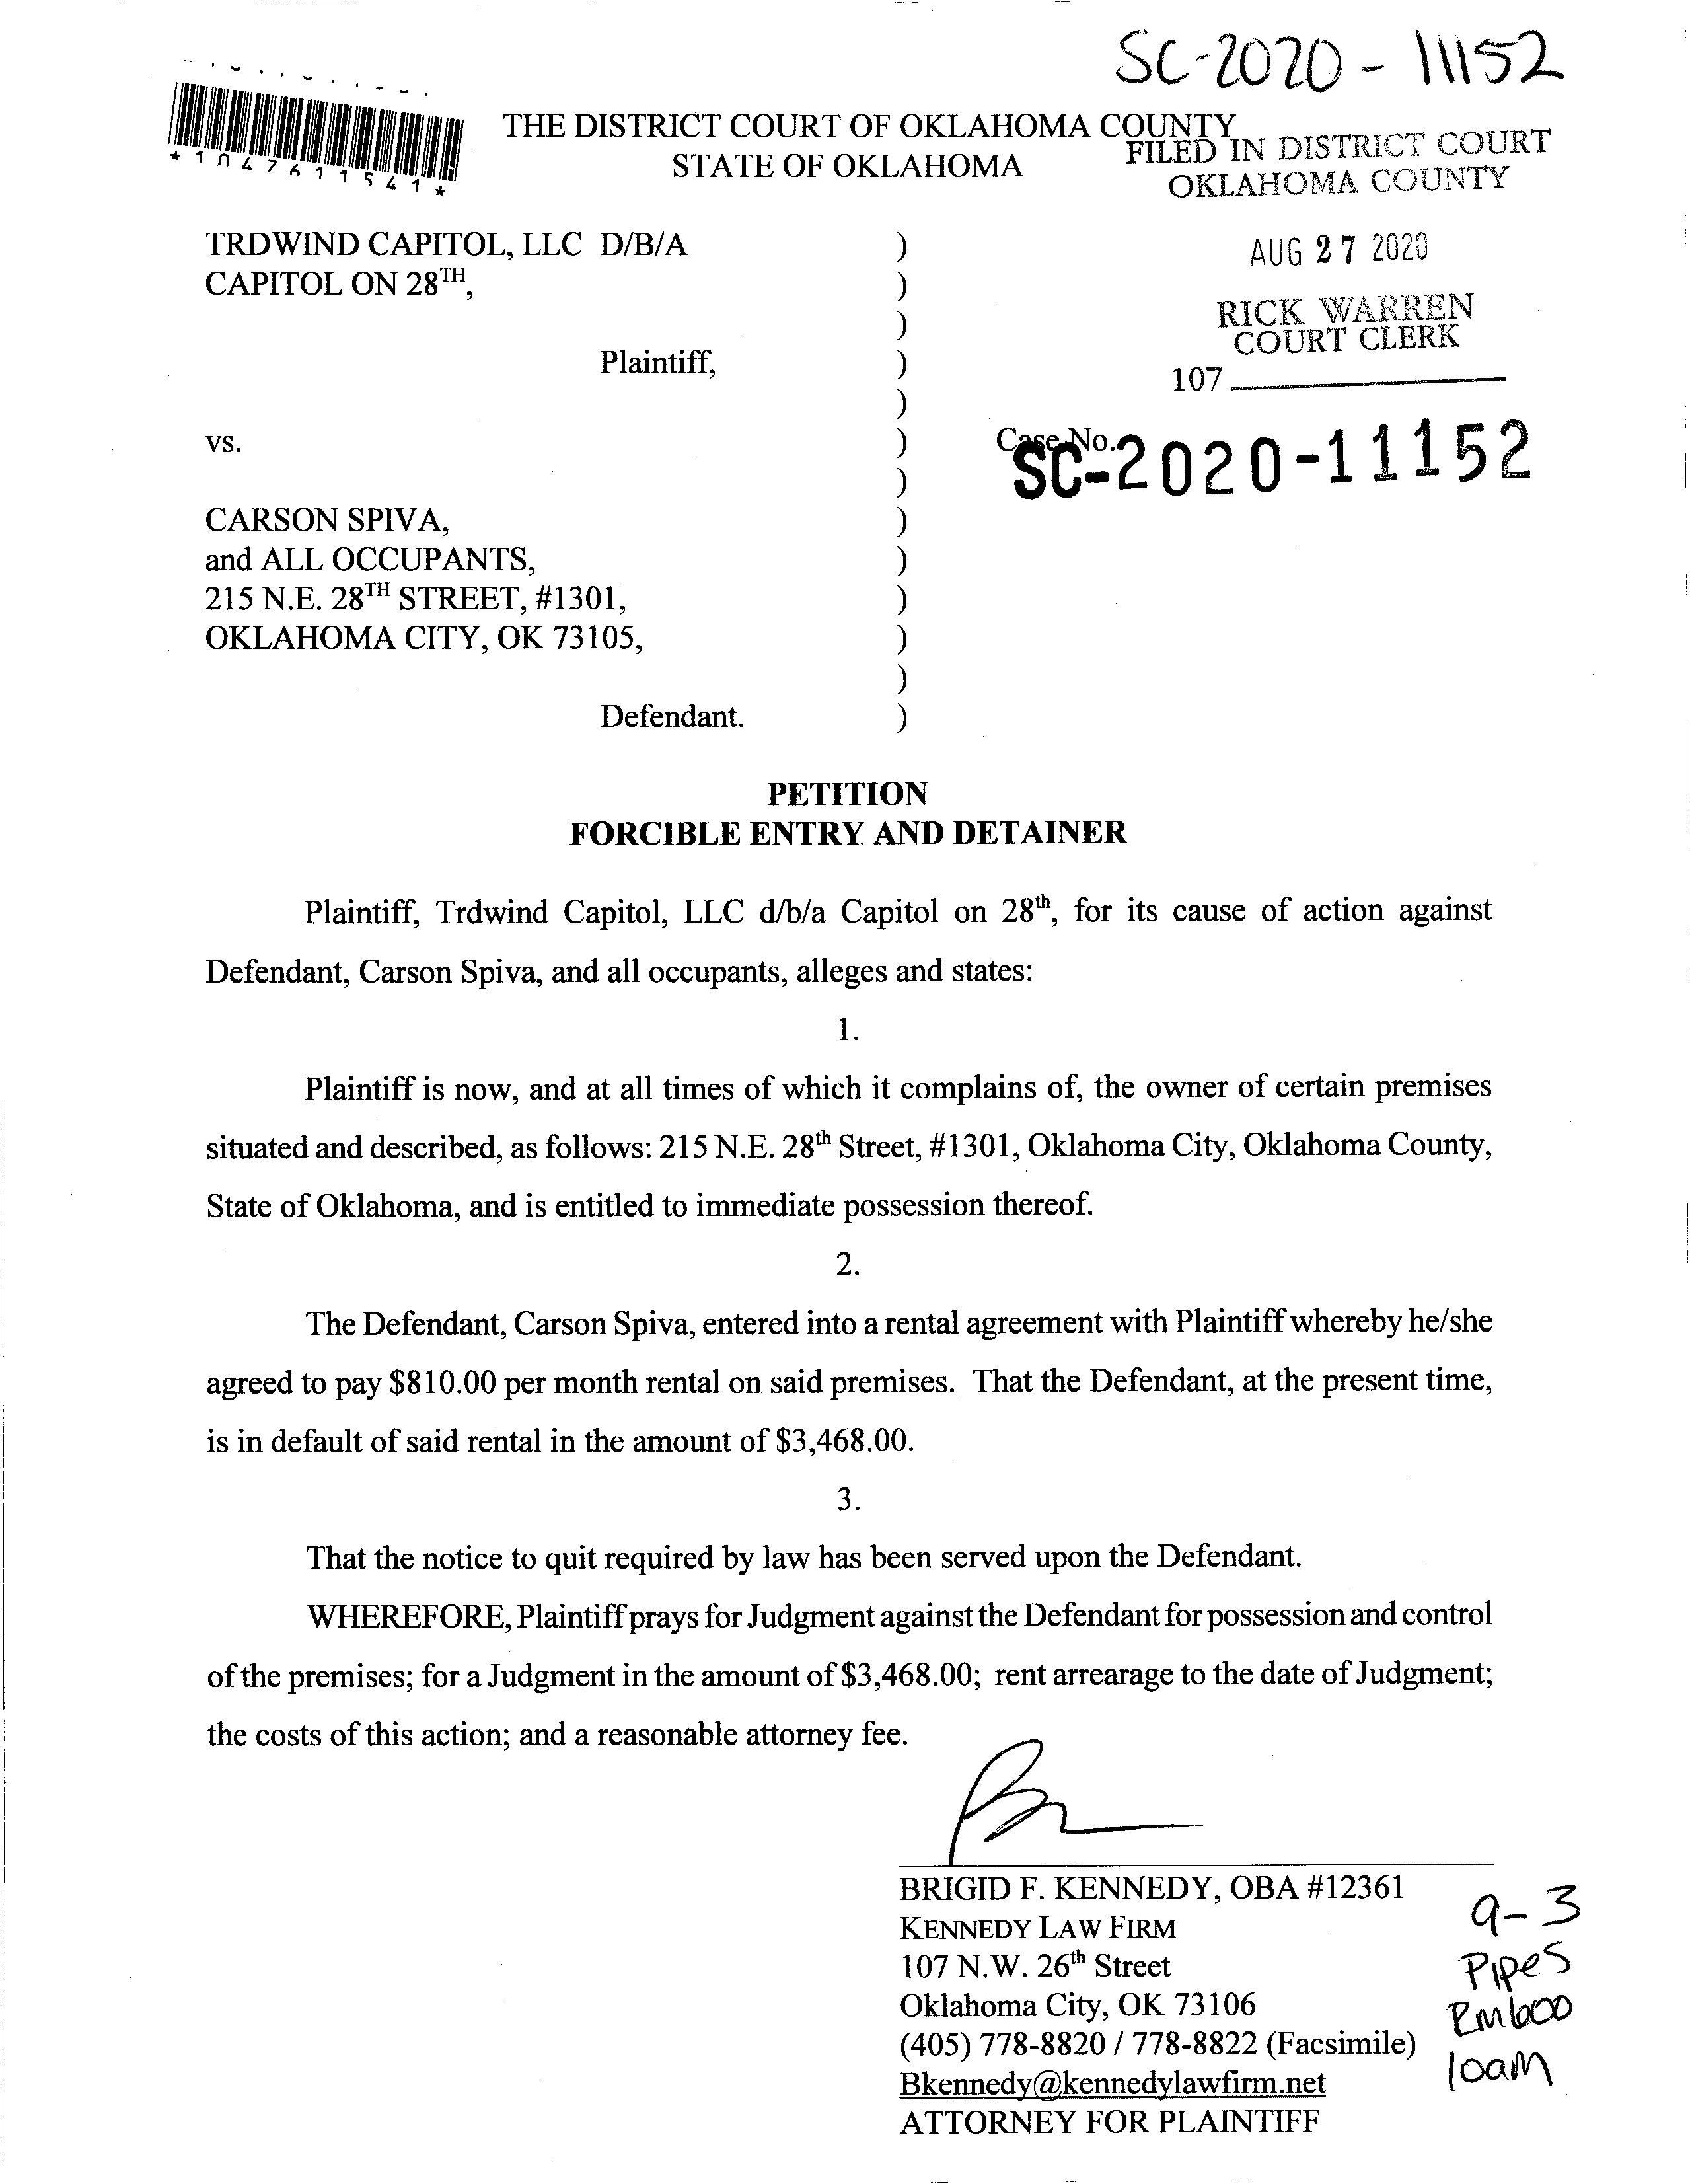 SC-2020-11152
*1047611541*
THE DISTRICT COURT OF OKLAHOMA COUNTY
STATE OF OKLAHOMA
FILED IN DISTRICT COURT
OKLAHOMA COUNTY
AUG 27 2020
RICK WARREN
COURT CLERK
107
TRDWIND CAPITOL, LLC D/B/A )
CAPITOL ON 28TH, )
)
Plaintiff, )
)
vs. )
Case No.
SC-2020-11152
)
CARSON SPIVA, )
and ALL OCCUPANTS, )
215 N.E. 28TH STREET, #1301, )
OKLAHOMA CITY, OK 73105, )
)
Defendant. )
PETITION
FORCIBLE ENTRY AND DETAINER
Plaintiff, Trdwind Capitol, LLC d/b/a Capitol on 28th, for its cause of action against
Defendant, Carson Spiva, and all occupants, alleges and states:
1.
Plaintiff is now, and at all times of which it complains of, the owner of certain premises
situated and described, as follows: 215 N.E. 28th Street, #1301, Oklahoma City, Oklahoma County,
State of Oklahoma, and is entitled to immediate possession thereof.
2.
The Defendant, Carson Spiva, entered into a rental agreement with Plaintiff whereby he/she
agreed to pay $810.00 per month rental on said premises. That the Defendant, at the present time,
is in default of said rental in the amount of $3,468.00.
3.
That the notice to quit required by law has been served upon the Defendant.
WHEREFORE, Plaintiff prays for Judgment against the Defendant for possession and control
of the premises; for a Judgment in the amount of $3,468.00; rent arrearage to the date of Judgment;
the costs of this action; and a reasonable attorney fee.
BRIGID F. KENNEDY, OBA #12361
KENNEDY LAW FIRM
107 N.W. 26th Street
Oklahoma City, OK 73106
(405) 778-8820 / 778-8822 (Facsimile)
Bkennedy@kennedylawfirm.net
ATTORNEY FOR PLAINTIFF
9-3
Pipes
Rm 600
10am